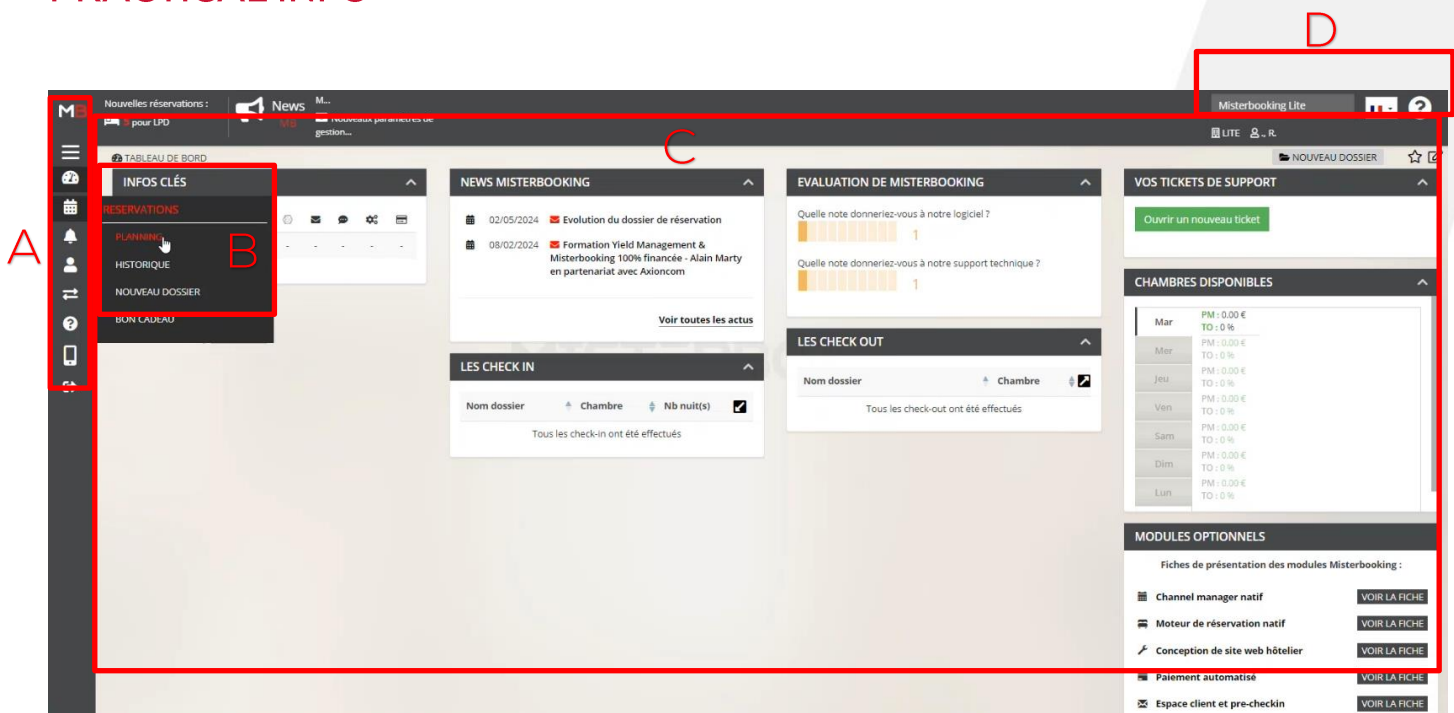 PRACTICAL INFO
D
Nouvelles réservations :
5 pour LPD
News
MB
M...
Nouveaux paramètres de
gestion...
Misterbooking Lite
LITE
R.
C
TABLEAU DE BORD
NOUVEAU DOSSIER
A
INFOS CLÉS
RESERVATIONS
PLANNING
B
HISTORIQUE
NOUVEAU DOSSIER
BON CADEAU
- - - - -
NEWS MISTERBOOKING
02/05/2024 Evolution du dossier de réservation
08/02/2024 Formation Yield Management &
Misterbooking 100% financée - Alain Marty
en partenariat avec Axioncom
Voir toutes les actus
LES CHECK IN
Nom dossier Chambre Nb nuit(s)
Tous les check-in ont été effectués
EVALUATION DE MISTERBOOKING
Quelle note donneriez-vous à notre logiciel ?
1
Quelle note donneriez-vous à notre support technique ?
1
LES CHECK OUT
Nom dossier Chambre
Tous les check-out ont été effectués
VOS TICKETS DE SUPPORT
Ouvrir un nouveau ticket
CHAMBRES DISPONIBLES
Mar PM : 0.00 €
TO : 0 %
Mer PM : 0.00 €
TO : 0 %
Jeu PM : 0.00 €
TO : 0 %
Ven PM : 0.00 €
TO : 0 %
Sam PM : 0.00 €
TO : 0 %
Dim PM : 0.00 €
TO : 0 %
Lun PM : 0.00 €
TO : 0 %
MODULES OPTIONNELS
Fiches de présentation des modules Misterbooking :
Channel manager natif VOIR LA FICHE
Moteur de réservation natif VOIR LA FICHE
Conception de site web hôtelier VOIR LA FICHE
Paiement automatisé VOIR LA FICHE
Espace client et pre-checkin VOIR LA FICHE